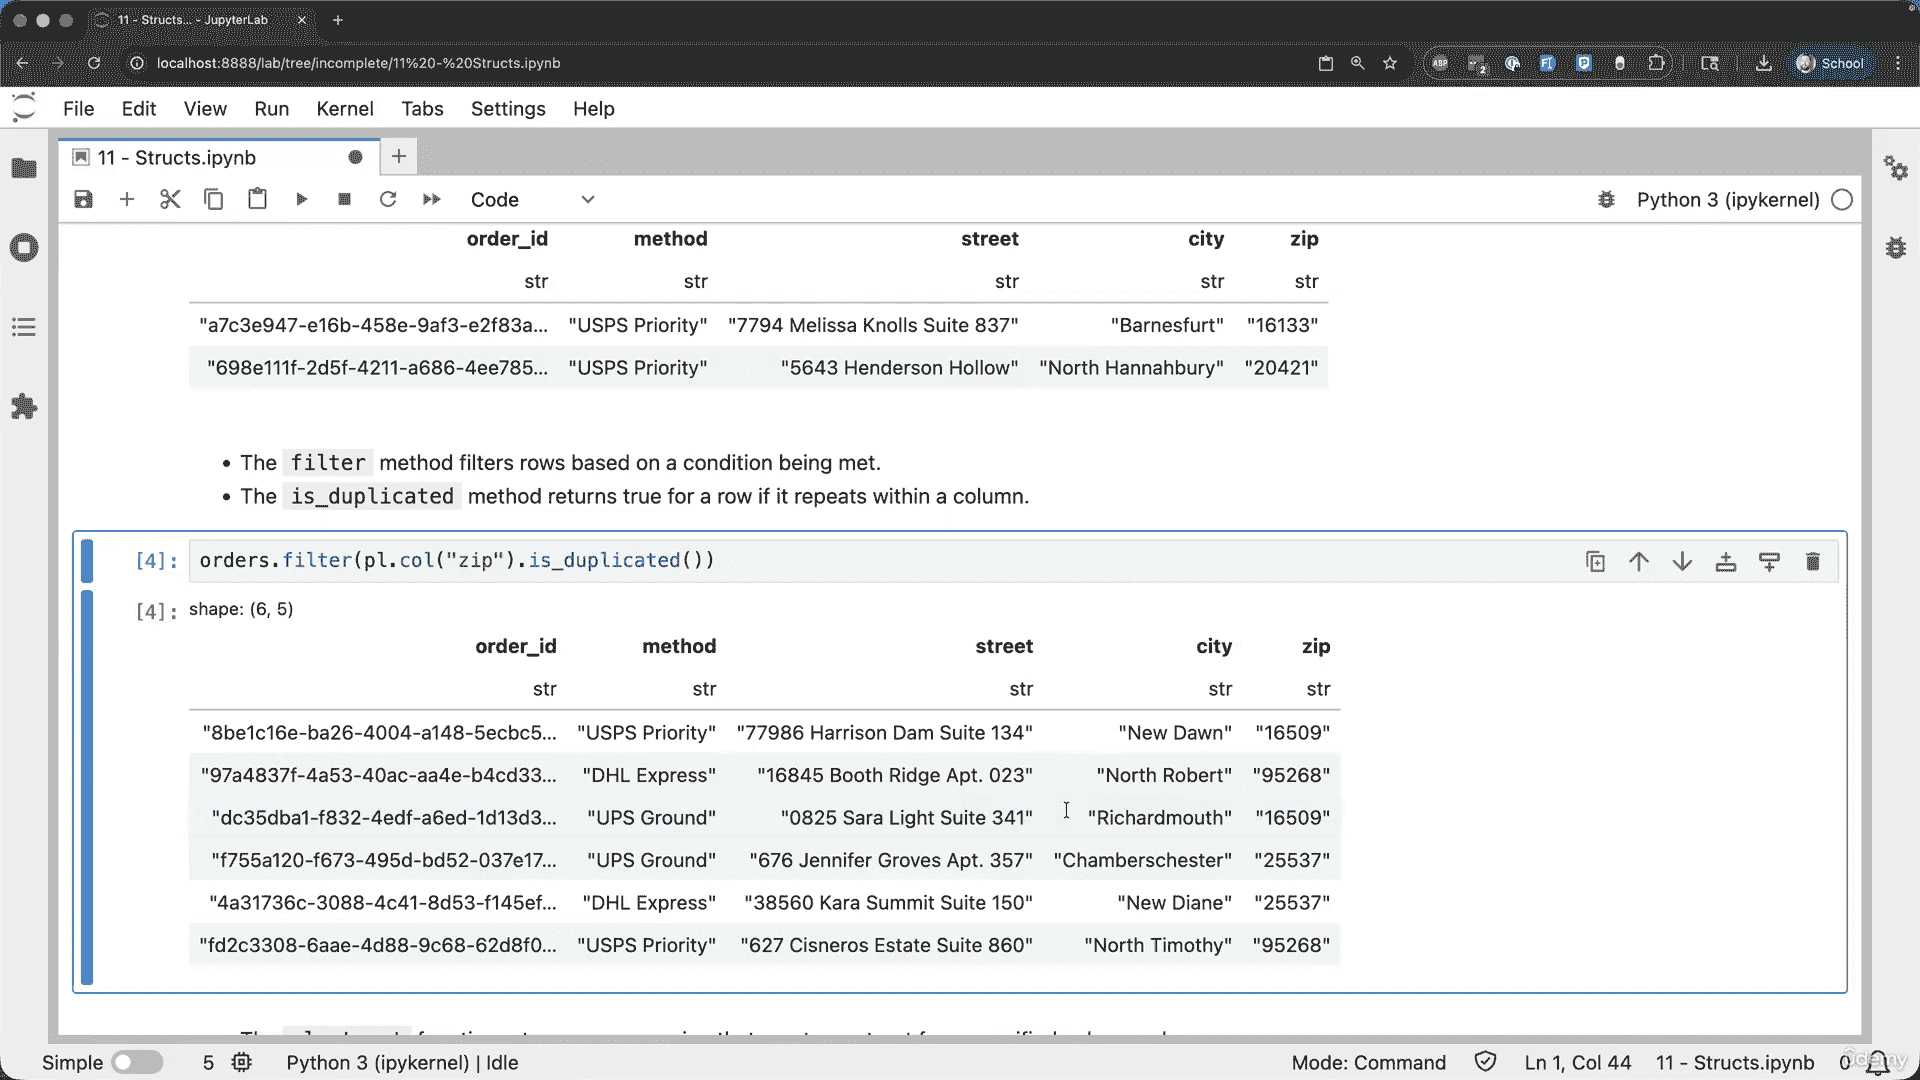 11 - Structs... - JupyterLab
localhost:8888/lab/tree/incomplete/11%20-%20Structs.ipynb
ABP
2
School
File Edit View Run Kernel Tabs Settings Help
11 - Structs.ipynb
Code
Python 3 (ipykernel)
order_id method street city zip
str str str str str
"a7c3e947-e16b-458e-9af3-e2f83a... "USPS Priority" "7794 Melissa Knolls Suite 837" "Barnesfurt" "16133"
"698e111f-2d5f-4211-a686-4ee785... "USPS Priority" "5643 Henderson Hollow" "North Hannahbury" "20421"
• The filter method filters rows based on a condition being met.
• The is_duplicated method returns true for a row if it repeats within a column.
[4]: orders.filter(pl.col("zip").is_duplicated())
[4]: shape: (6, 5)
order_id method street city zip
str str str str str
"8be1c16e-ba26-4004-a148-5ecbc5... "USPS Priority" "77986 Harrison Dam Suite 134" "New Dawn" "16509"
"97a4837f-4a53-40ac-aa4e-b4cd33... "DHL Express" "16845 Booth Ridge Apt. 023" "North Robert" "95268"
"dc35dba1-f832-4edf-a6ed-1d13d3... "UPS Ground" "0825 Sara Light Suite 341" "Richardmouth" "16509"
"f755a120-f673-495d-bd52-037e17... "UPS Ground" "676 Jennifer Groves Apt. 357" "Chamberschester" "25537"
"4a31736c-3088-4c41-8d53-f145ef... "DHL Express" "38560 Kara Summit Suite 150" "New Diane" "25537"
"fd2c3308-6aae-4d88-9c68-62d8f0... "USPS Priority" "627 Cisneros Estate Suite 860" "North Timothy" "95268"
Simple 5 Python 3 (ipykernel) | Idle Mode: Command Ln 1, Col 44 11 - Structs.ipynb 0